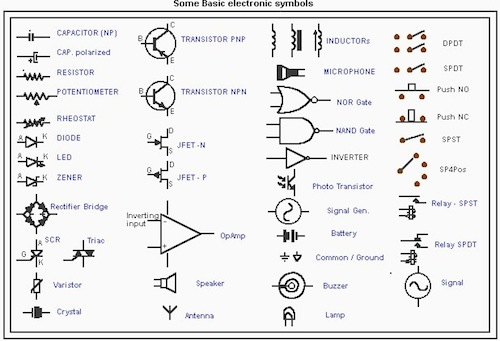 Some Basic electronic symbols
CAPACITOR (NP)
CAP. polarized
RESISTOR
POTENTIOMETER
RHEOSTAT
A K
DIODE
A K
LED
A K
ZENER
Rectifier Bridge
A
SCR
G
K
Triac
Varistor
Crystal
C
B
E
TRANSISTOR PNP
C
B
E
TRANSISTOR NPN
D
G
S
JFET -N
D
G
S
JFET - P
Inverting
input
-
+
OpAmp
Speaker
Antenna
INDUCTORs
MICROPHONE
NOR Gate
NAND Gate
INVERTER
Photo Transistor
Signal Gen.
Battery
Common / Ground
Buzzer
Lamp
DPDT
SPDT
Push NO
Push NC
SPST
SP4Pos
Relay - SPST
Relay SPDT
Signal